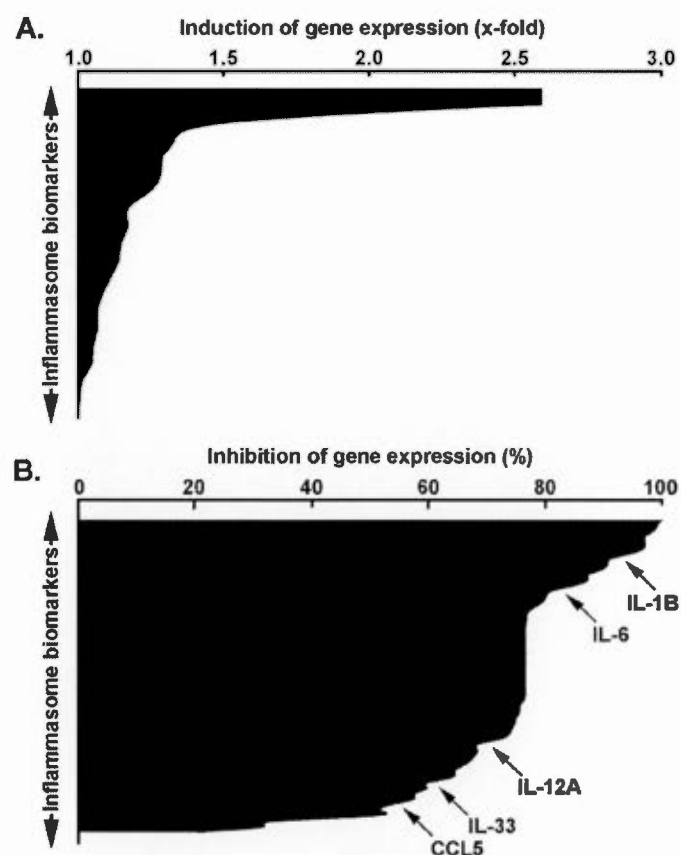 A.
Induction of gene expression (x-fold)
1.0 1.5 2.0 2.5 3.0
Inflammasome biomarkers
B.
Inhibition of gene expression (%)
0 20 40 60 80 100
Inflammasome biomarkers
IL-1B
IL-6
IL-12A
IL-33
CCL5